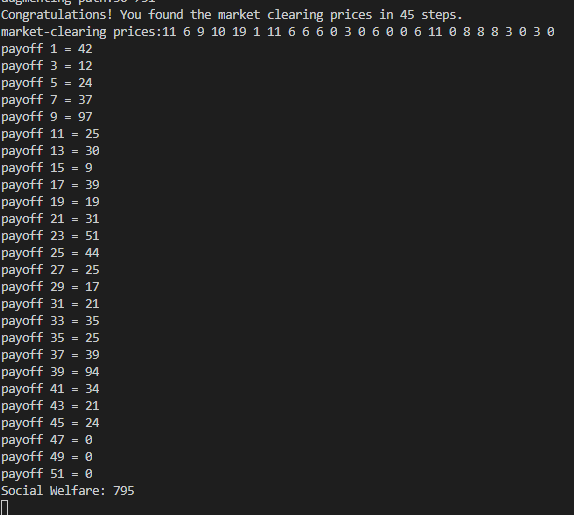 Congratulations! You found the market clearing prices in 45 steps.
market-clearing prices:11 6 9 10 19 1 11 6 6 6 0 3 0 6 0 0 6 11 0 8 8 8 3 0 3 0
payoff 1 = 42
payoff 3 = 12
payoff 5 = 24
payoff 7 = 37
payoff 9 = 97
payoff 11 = 25
payoff 13 = 30
payoff 15 = 9
payoff 17 = 39
payoff 19 = 19
payoff 21 = 31
payoff 23 = 51
payoff 25 = 44
payoff 27 = 25
payoff 29 = 17
payoff 31 = 21
payoff 33 = 35
payoff 35 = 25
payoff 37 = 39
payoff 39 = 94
payoff 41 = 34
payoff 43 = 21
payoff 45 = 24
payoff 47 = 0
payoff 49 = 0
payoff 51 = 0
Social Welfare: 795